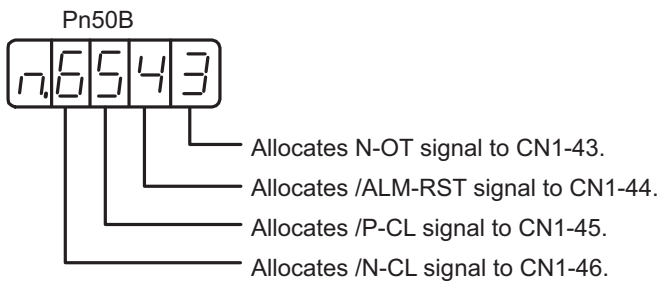 Pn50B
n.6543
Allocates N-OT signal to CN1-43.
Allocates /ALM-RST signal to CN1-44.
Allocates /P-CL signal to CN1-45.
Allocates /N-CL signal to CN1-46.